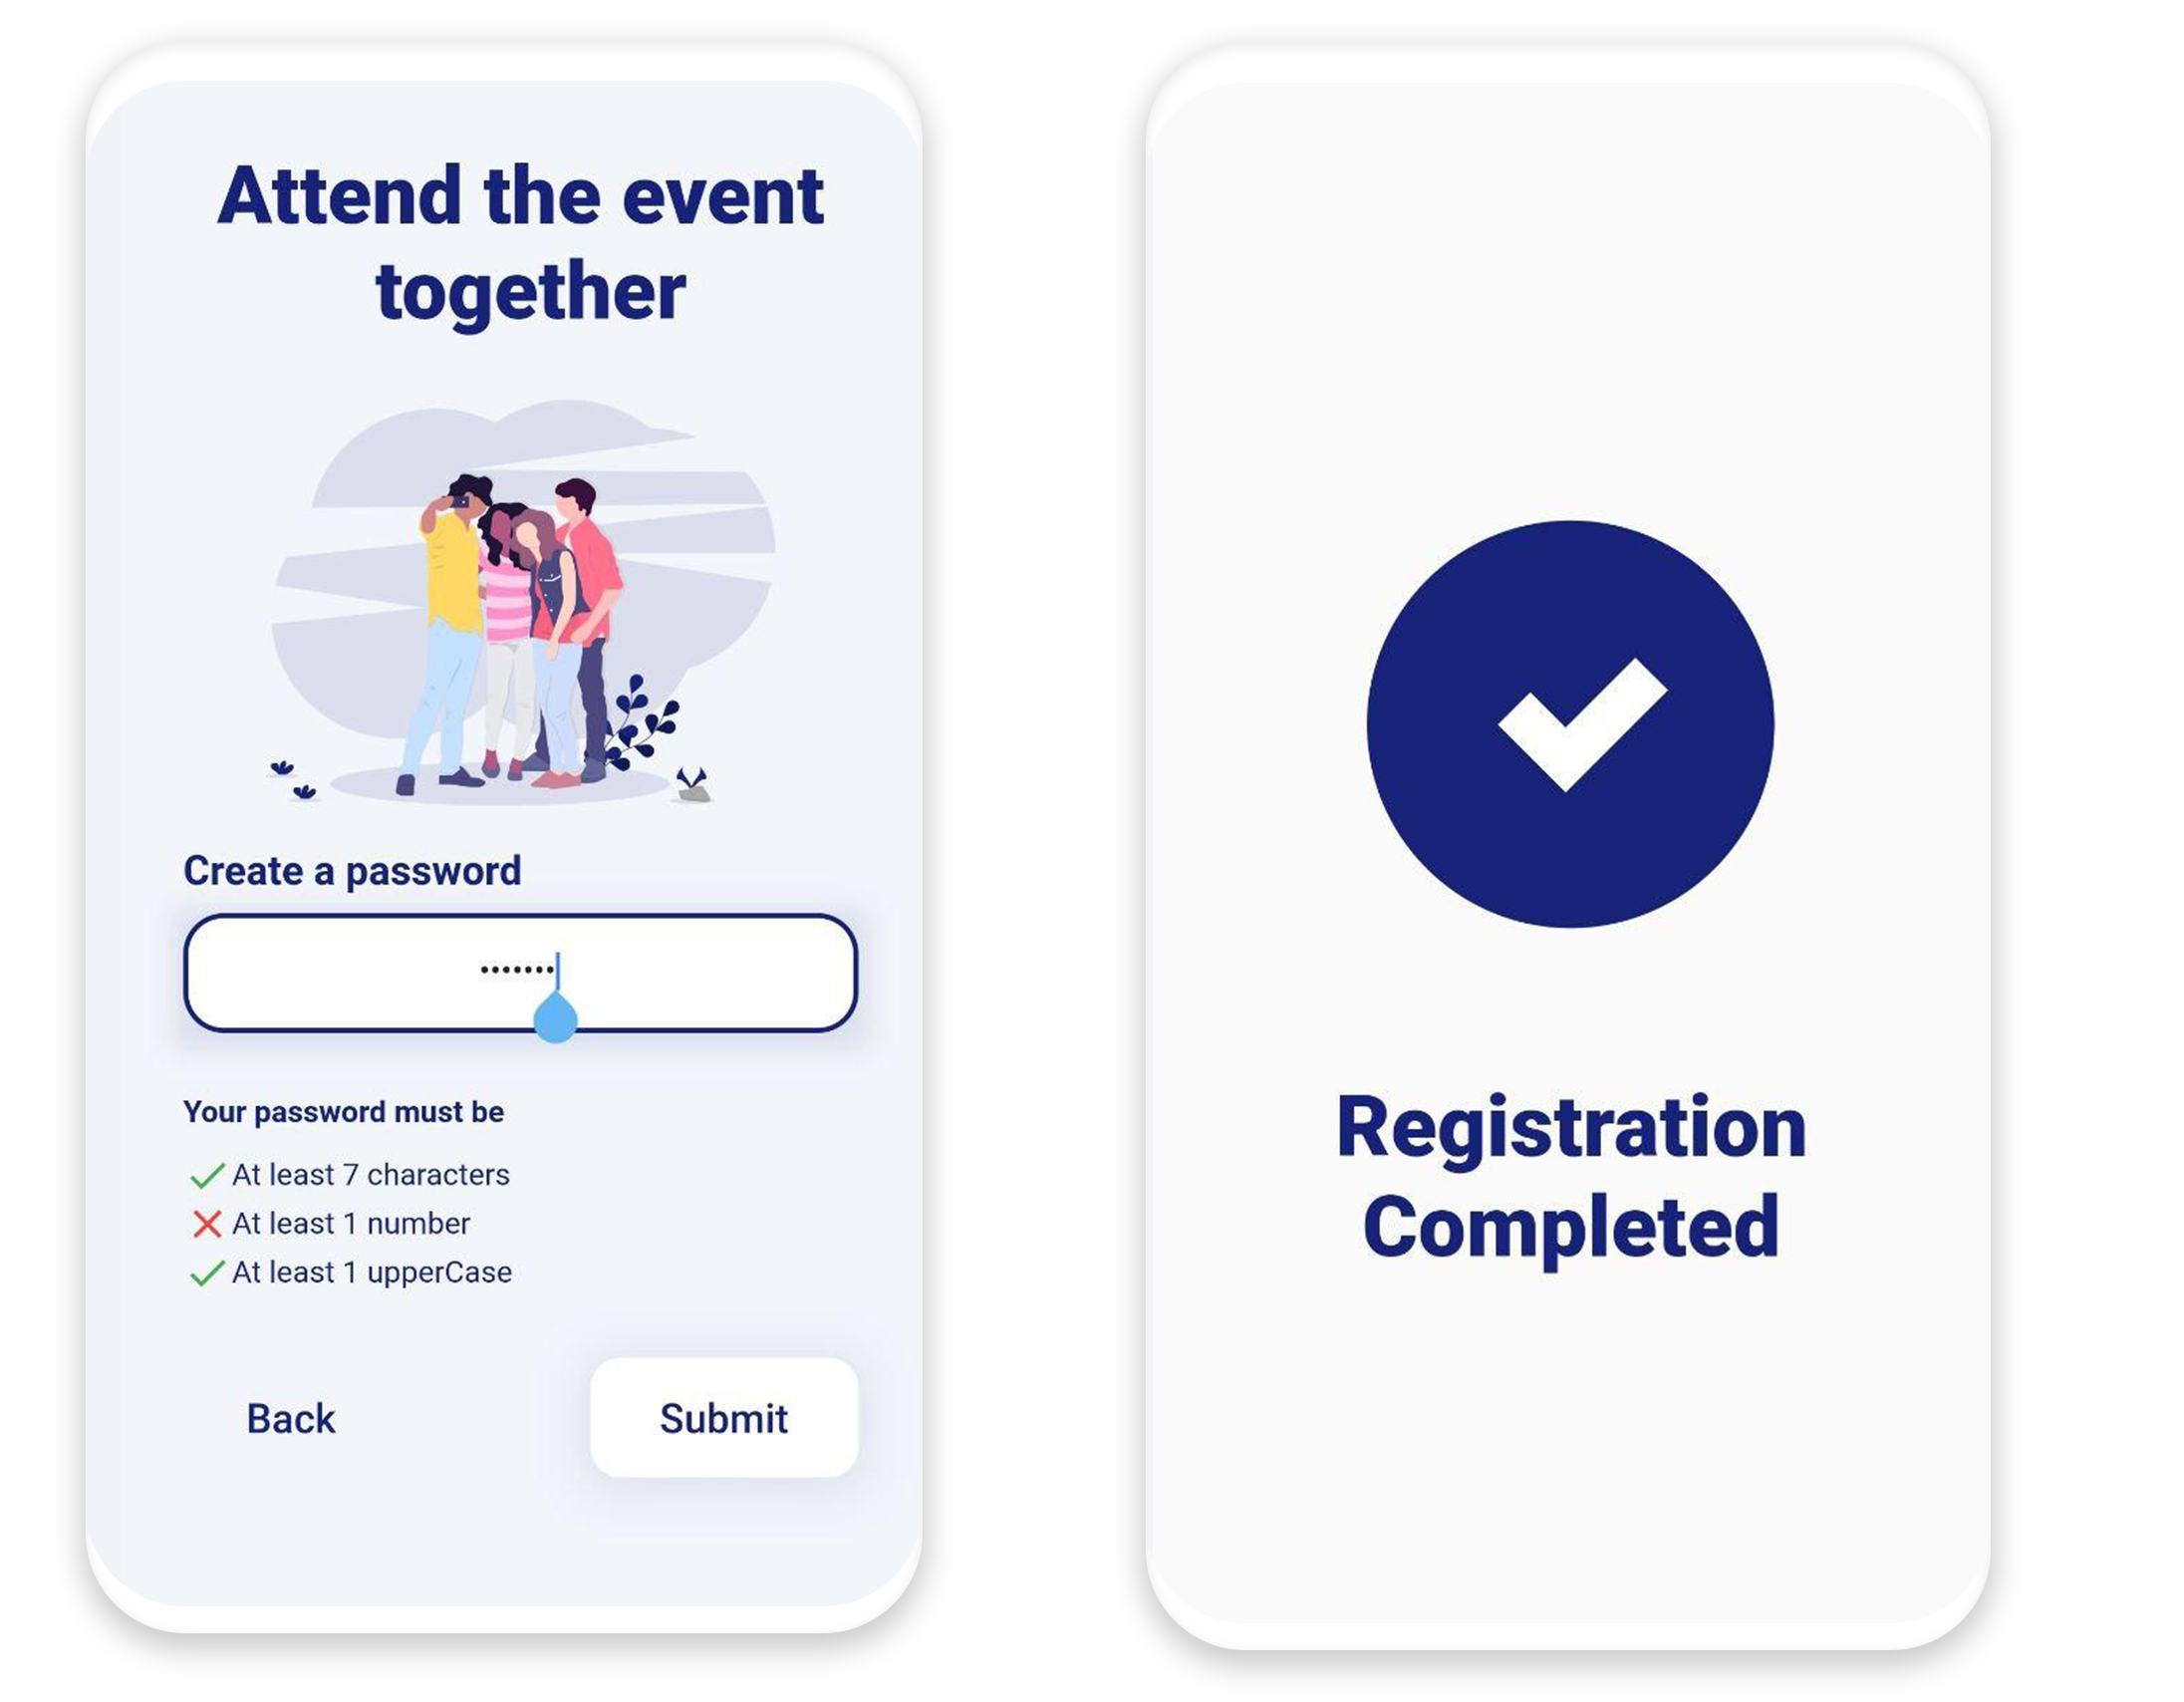 Attend the event
together
Create a password
•••••••
Your password must be
At least 7 characters
At least 1 number
At least 1 upperCase
Back
Submit
Registration
Completed